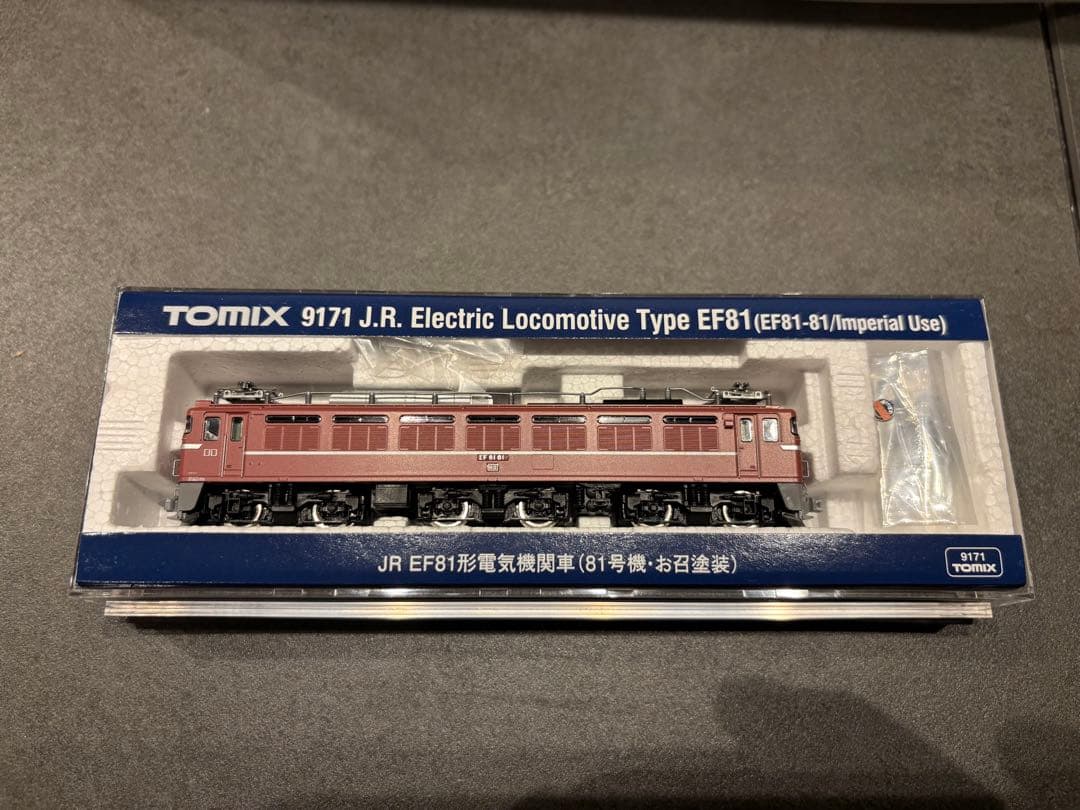 TOMIX 9171 J.R. Electric Locomotive Type EF81(EF81-81/Imperial Use)
EF 81 81
JR EF81形電気機関車(81号機・お召塗装)
9171
TOMIX